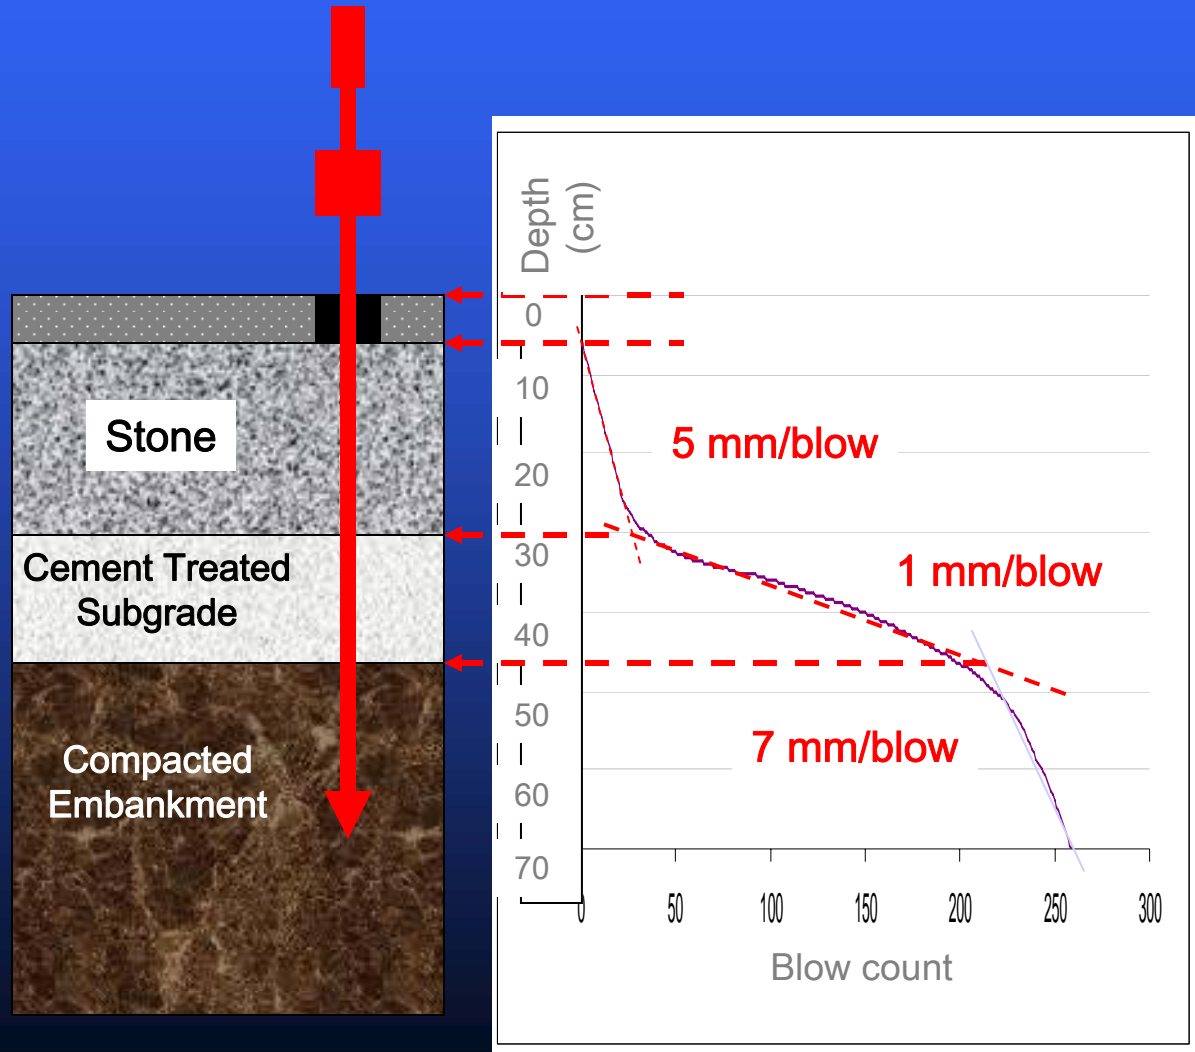 Depth
(cm)
0
10
Stone
5 mm/blow
20
30
Cement Treated
Subgrade
1 mm/blow
40
50
Compacted
Embankment
7 mm/blow
60
70
0 50 100 150 200 250 300
Blow count